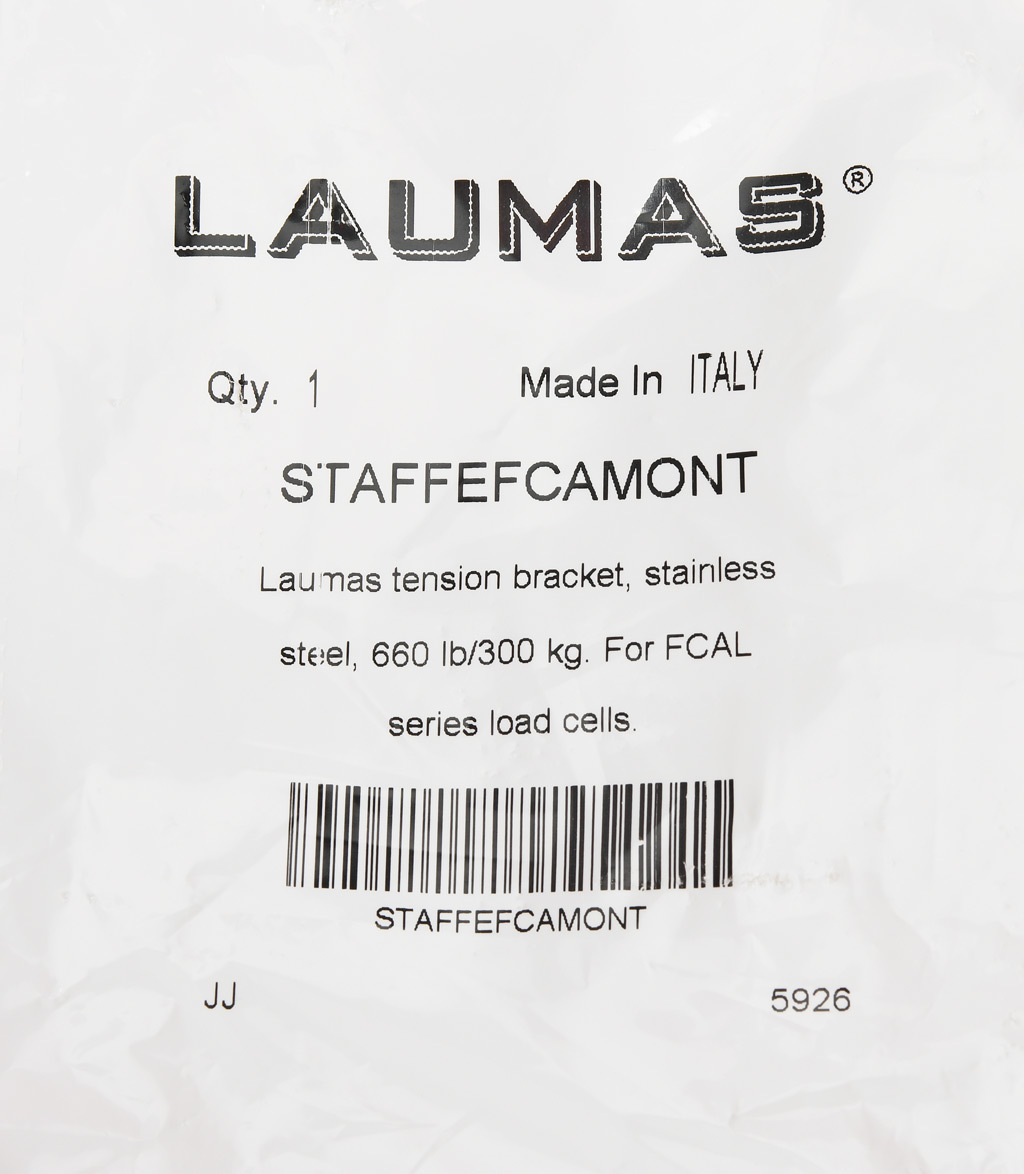 LAUMAS®
Qty. 1 Made In ITALY
STAFFEFCAMONT
Laumas tension bracket, stainless
steel, 660 lb/300 kg. For FCAL
series load cells.
STAFFEFCAMONT
JJ 5926